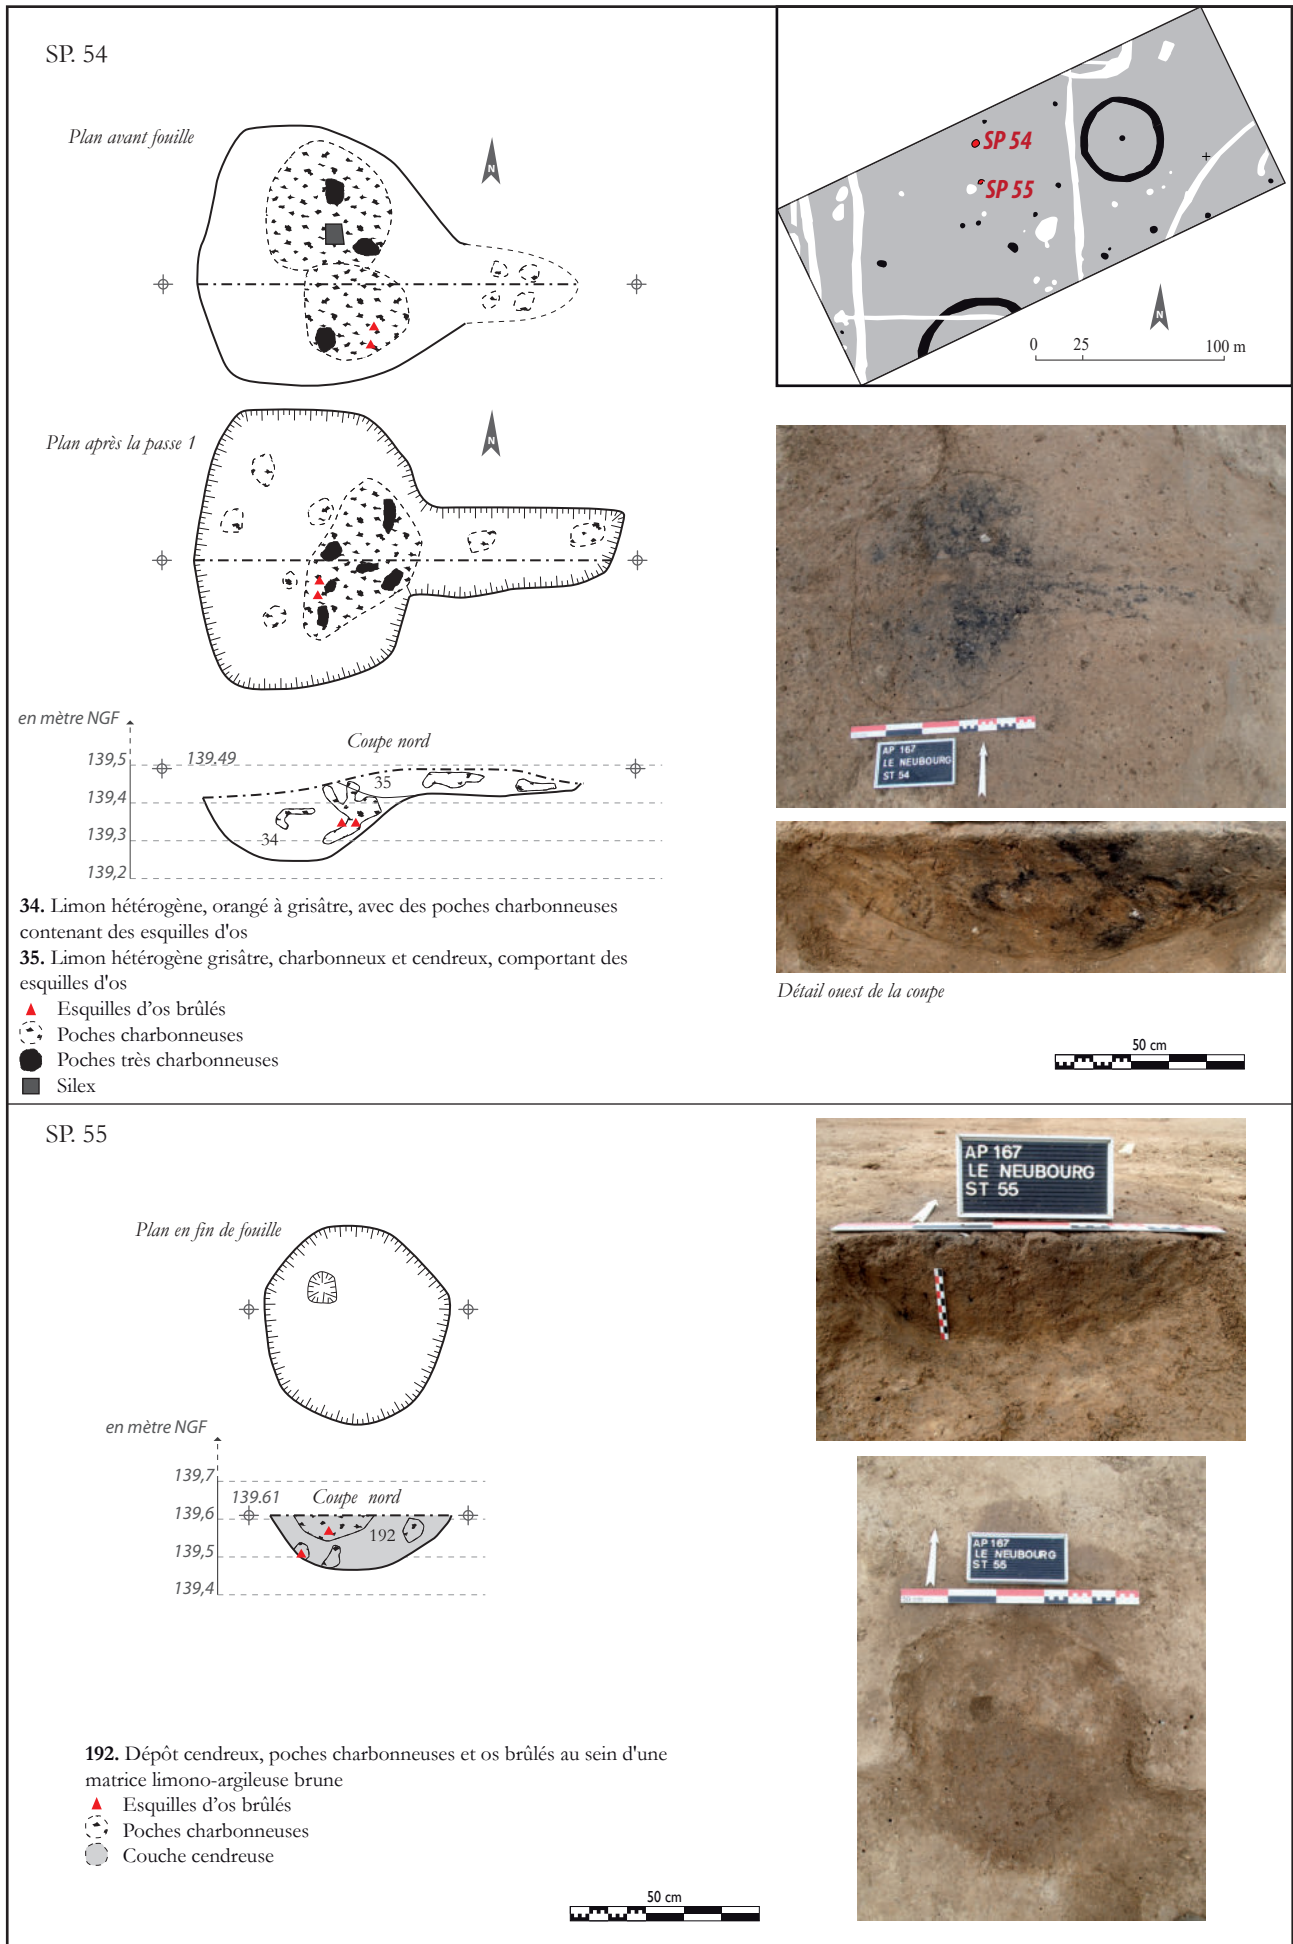 SP. 54
Plan avant fouille
N
SP 54
SP 55
N
0 25 100 m
Plan après la passe 1
N
en mètre NGF
Coupe nord
139,5
139.49
139,4
139,3
139,2
35
34
AP 167
LE NEUBOURG
ST 54
34. Limon hétérogène, orangé à grisâtre, avec des poches charbonneuses
contenant des esquilles d'os
35. Limon hétérogène grisâtre, charbonneux et cendreux, comportant des
esquilles d'os
Esquilles d'os brûlés
Poches charbonneuses
Poches très charbonneuses
Silex
Détail ouest de la coupe
50 cm
SP. 55
Plan en fin de fouille
AP 167
LE NEUBOURG
ST 55
en mètre NGF
139,7
139.61
Coupe nord
139,6
192
139,5
139,4
AP 167
LE NEUBOURG
ST 55
192. Dépôt cendreux, poches charbonneuses et os brûlés au sein d'une
matrice limono-argileuse brune
Esquilles d'os brûlés
Poches charbonneuses
Couche cendreuse
50 cm